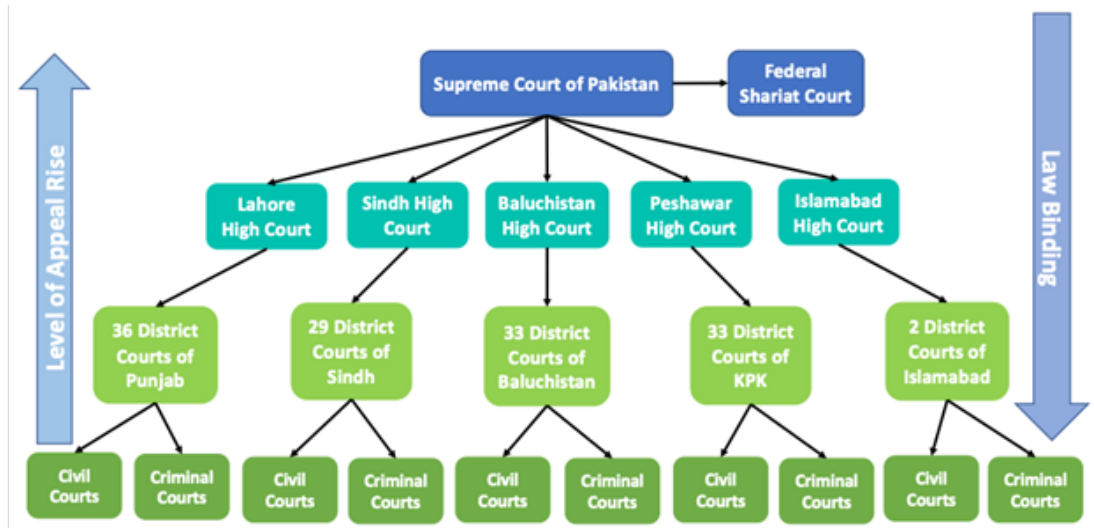 Supreme Court of Pakistan
Federal
Shariat Court
Level of Appeal Rise
Law Binding
Lahore
High Court
Sindh High
Court
Baluchistan
High Court
Peshawar
High Court
Islamabad
High Court
36 District
Courts of
Punjab
29 District
Courts of
Sindh
33 District
Courts of
Baluchistan
33 District
Courts of
KPK
2 District
Courts of
Islamabad
Civil
Courts
Criminal
Courts
Civil
Courts
Criminal
Courts
Civil
Courts
Criminal
Courts
Civil
Courts
Criminal
Courts
Civil
Courts
Criminal
Courts